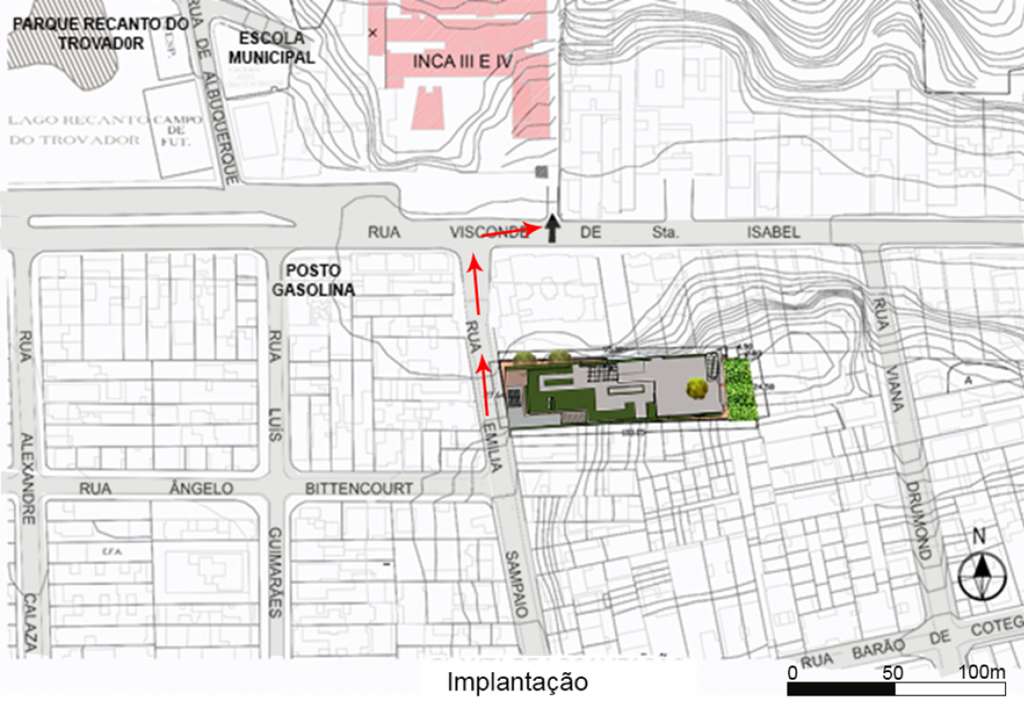 PARQUE RECANTO DO
TROVADOR
RUA DE ALBUQUERQUE
ESCOLA
MUNICIPAL
INCA III E IV
LAGO RECANTO
DO TROVADOR
CAMPO
DE
FUT.
RUA VISCONDE DE Sta. ISABEL
POSTO
GASOLINA
RUA ALEXANDRE CALAZA
RUA LUÍS GUIMARÃES
RUA EMÍLIA SAMPAIO
RUA VIANA DRUMOND
A
RUA ÂNGELO BITTENCOURT
C.F.A.
N
RUA BARÃO DE COTEG
Implantação
0 50 100m